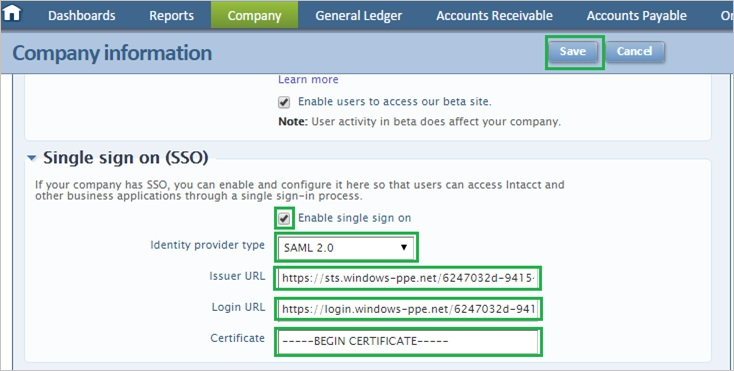 Dashboards Reports Company General Ledger Accounts Receivable Accounts Payable
Company information Save Cancel
Learn more
Enable users to access our beta site.
Note: User activity in beta does affect your company.
Single sign on (SSO)
If your company has SSO, you can enable and configure it here so that users can access Intacct and
other business applications through a single sign-in process.
Enable single sign on
Identity provider type SAML 2.0
Issuer URL https://sts.windows-ppe.net/6247032d-9415-
Login URL https://login.windows-ppe.net/6247032d-941
Certificate -----BEGIN CERTIFICATE-----